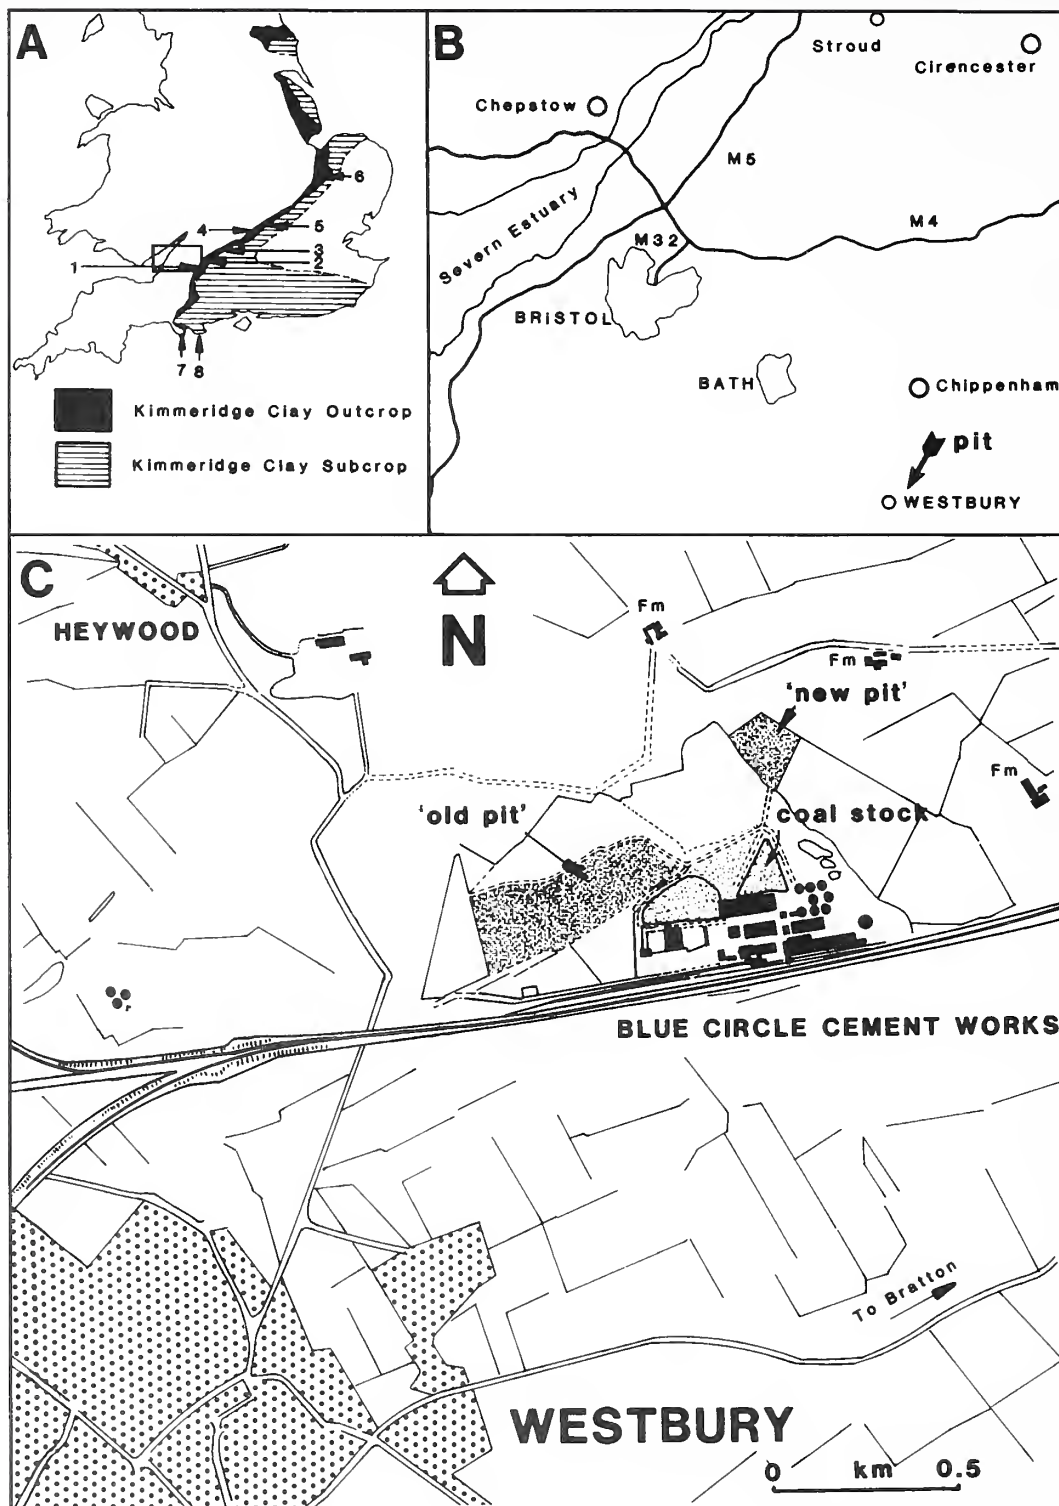 A
6
4
5
3
1
2
7 8
Kimmeridge Clay Outcrop
Kimmeridge Clay Subcrop
B
Stroud
Cirencester
Chepstow
M5
Severn Estuary
M4
M32
BRiSTOL
BATH
Chippenham
pit
WESTBURY
C
N
HEYWOOD
Fm
Fm
'new pit'
Fm
'old pit'
coal stock
BLUE CIRCLE CEMENT WORKS
To Bratton
WESTBURY
0 km 0.5